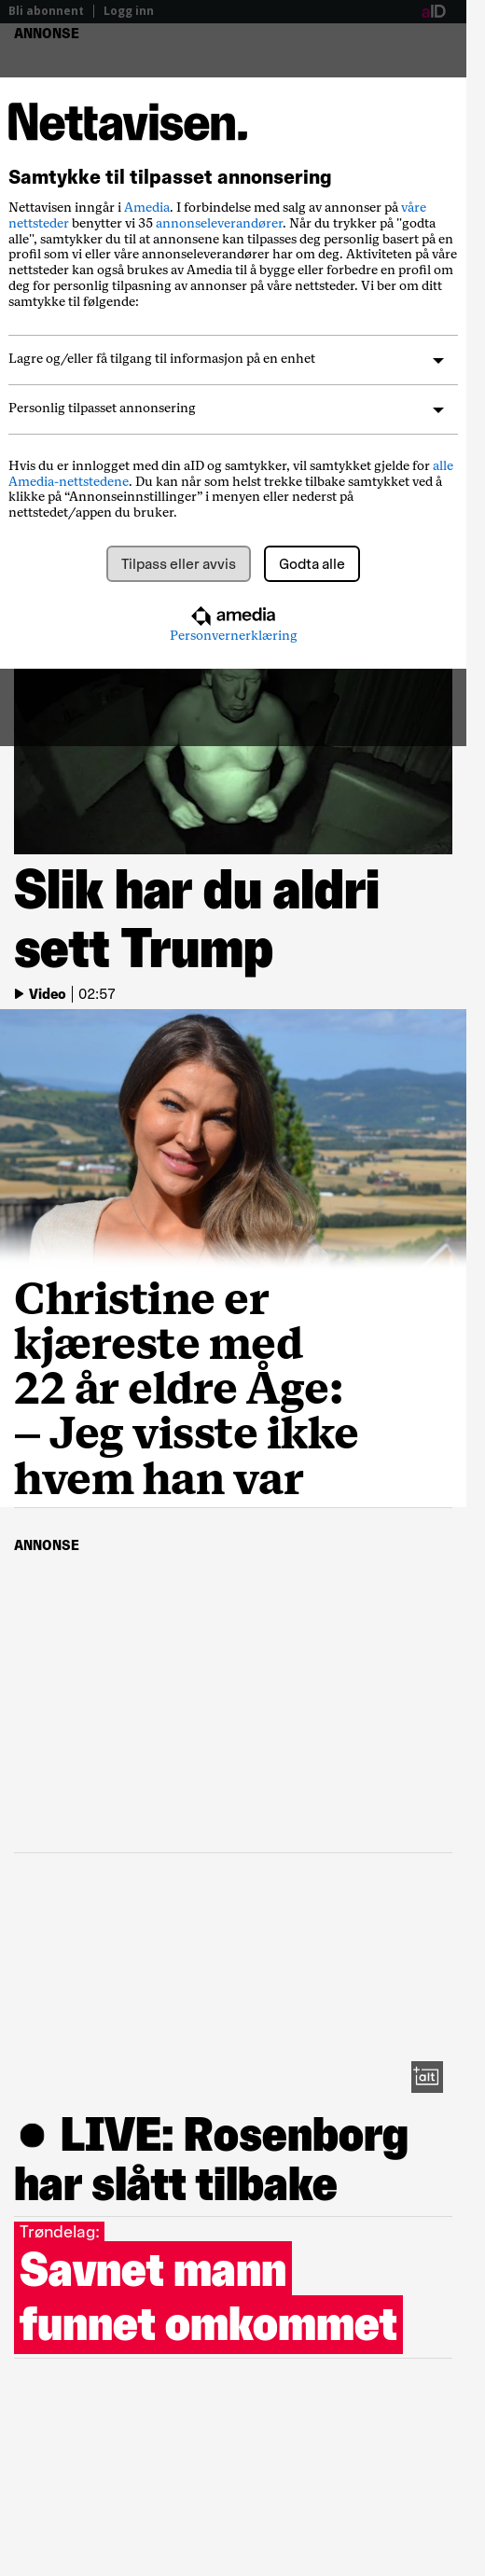 Bli abonnent | Logg inn
aID
ANNONSE
Nettavisen.
Samtykke til tilpasset annonsering
Nettavisen inngår i Amedia. I forbindelse med salg av annonser på våre
nettsteder benytter vi 35 annonseleverandører. Når du trykker på "godta
alle", samtykker du til at annonsene kan tilpasses deg personlig basert på en
profil som vi eller våre annonseleverandører har om deg. Aktiviteten på våre
nettsteder kan også brukes av Amedia til å bygge eller forbedre en profil om
deg for personlig tilpasning av annonser på våre nettsteder. Vi ber om ditt
samtykke til følgende:
Lagre og/eller få tilgang til informasjon på en enhet
Personlig tilpasset annonsering
Hvis du er innlogget med din aID og samtykker, vil samtykket gjelde for alle
Amedia-nettstedene. Du kan når som helst trekke tilbake samtykket ved å
klikke på “Annonseinnstillinger” i menyen eller nederst på
nettstedet/appen du bruker.
Tilpass eller avvis
Godta alle
amedia
Personvernerklæring
Slik har du aldri
sett Trump
Video | 02:57
Christine er
kjæreste med
22 år eldre Åge:
– Jeg visste ikke
hvem han var
ANNONSE
+alt
● LIVE: Rosenborg
har slått tilbake
Trøndelag:
Savnet mann
funnet omkommet